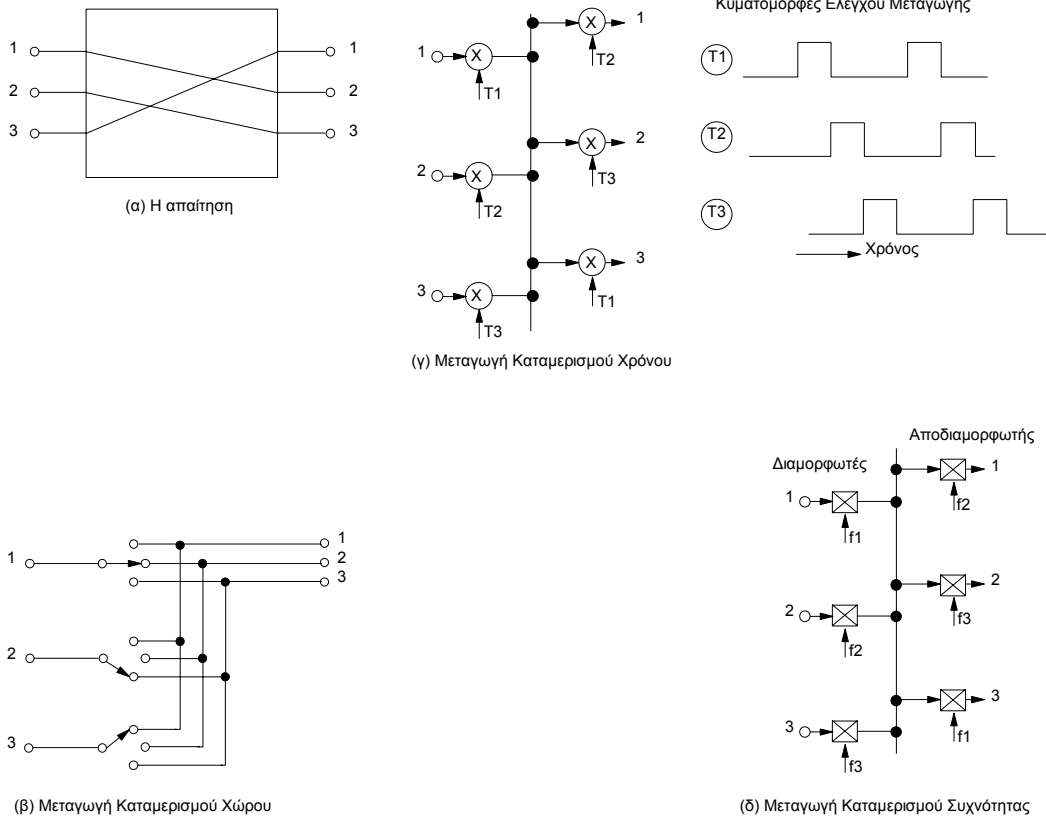 Κυματομορφές Ελέγχου Μεταγωγής
1
2
3
1
2
3
(α) Η απαίτηση
1
X
T1
2
X
T2
3
X
T3
X
1
T2
X
2
T3
X
3
T1
(γ) Μεταγωγή Καταμερισμού Χρόνου
T1
T2
T3
Χρόνος
1
2
3
1
2
3
(β) Μεταγωγή Καταμερισμού Χώρου
Διαμορφωτές
Αποδιαμορφωτής
1
f1
2
f2
3
f3
1
f2
2
f3
3
f1
(δ) Μεταγωγή Καταμερισμού Συχνότητας